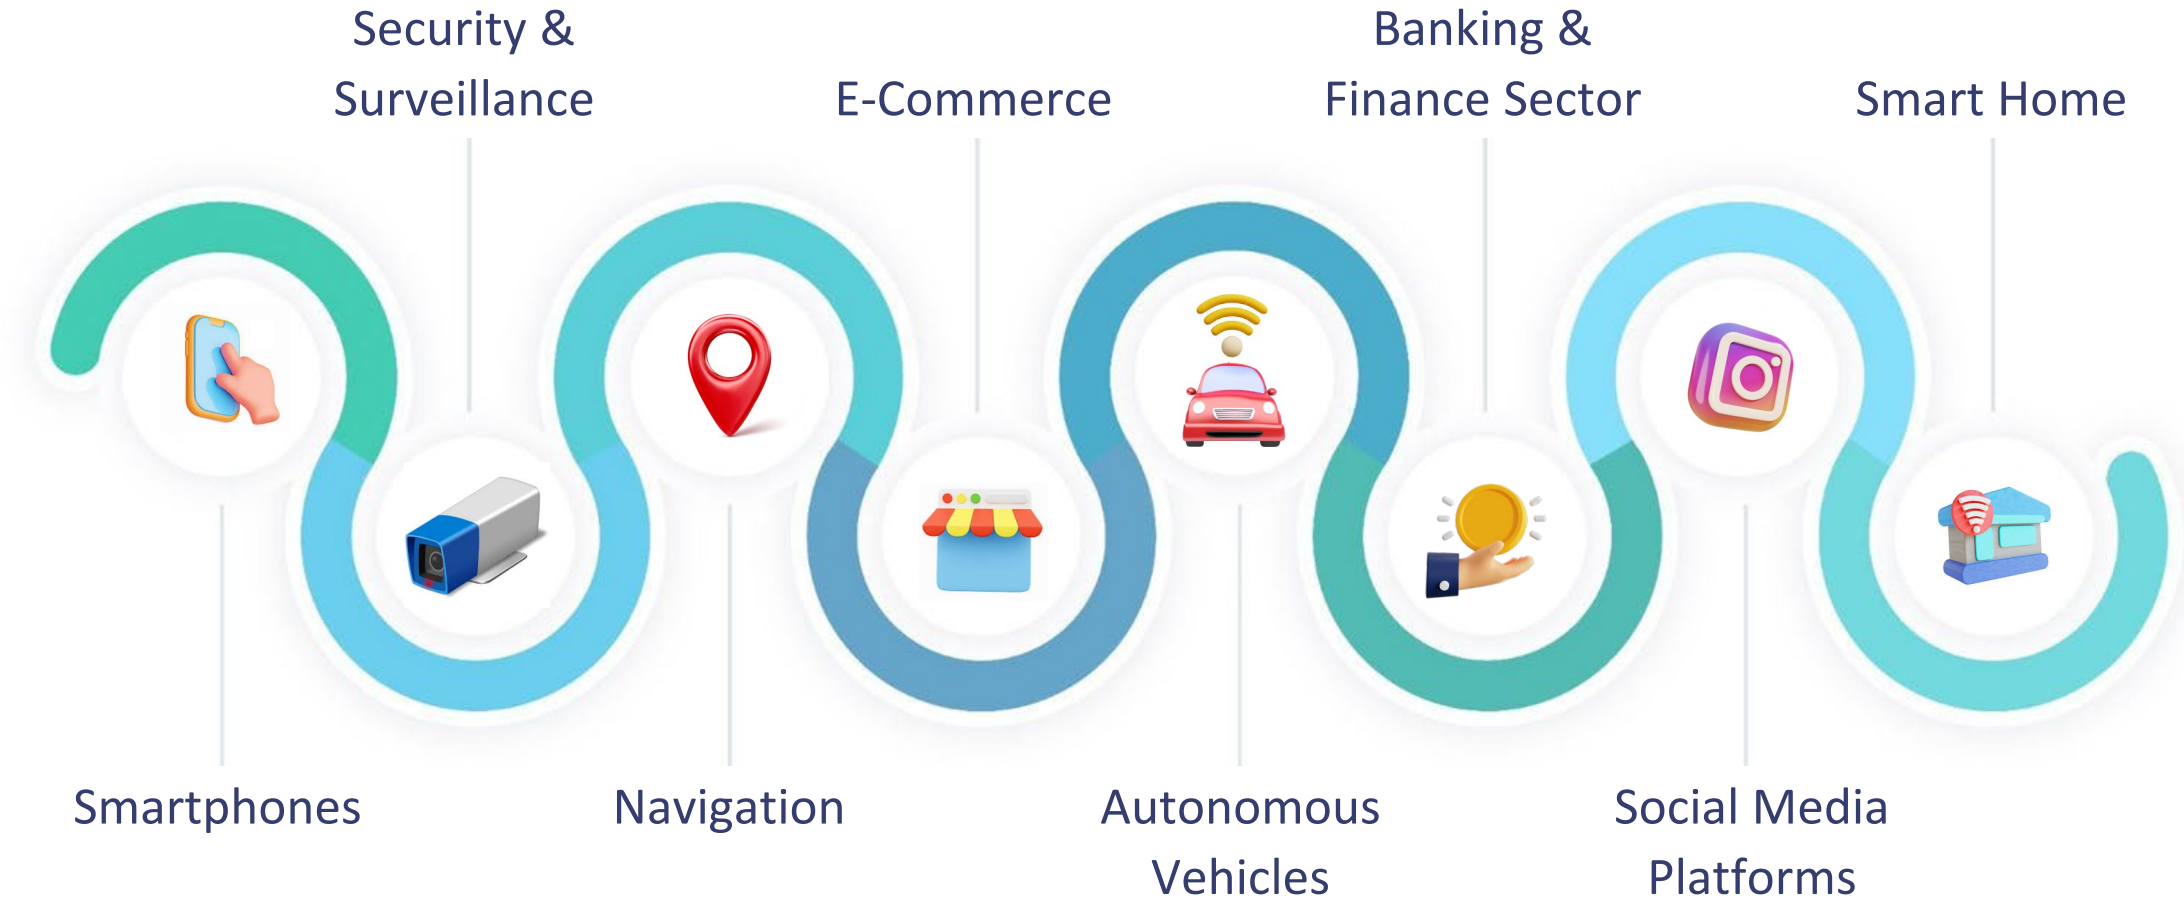 Security &
Surveillance
E-Commerce
Banking &
Finance Sector
Smart Home
Smartphones
Navigation
Autonomous
Vehicles
Social Media
Platforms